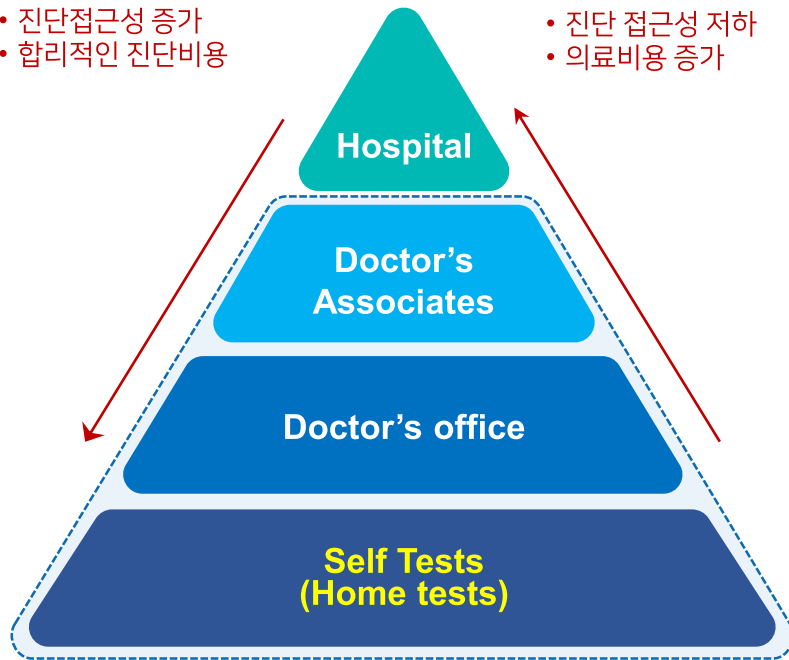 • 진단접근성 증가
• 합리적인 진단비용
• 진단 접근성 저하
• 의료비용 증가
Hospital
Doctor’s
Associates
Doctor’s office
Self Tests
(Home tests)